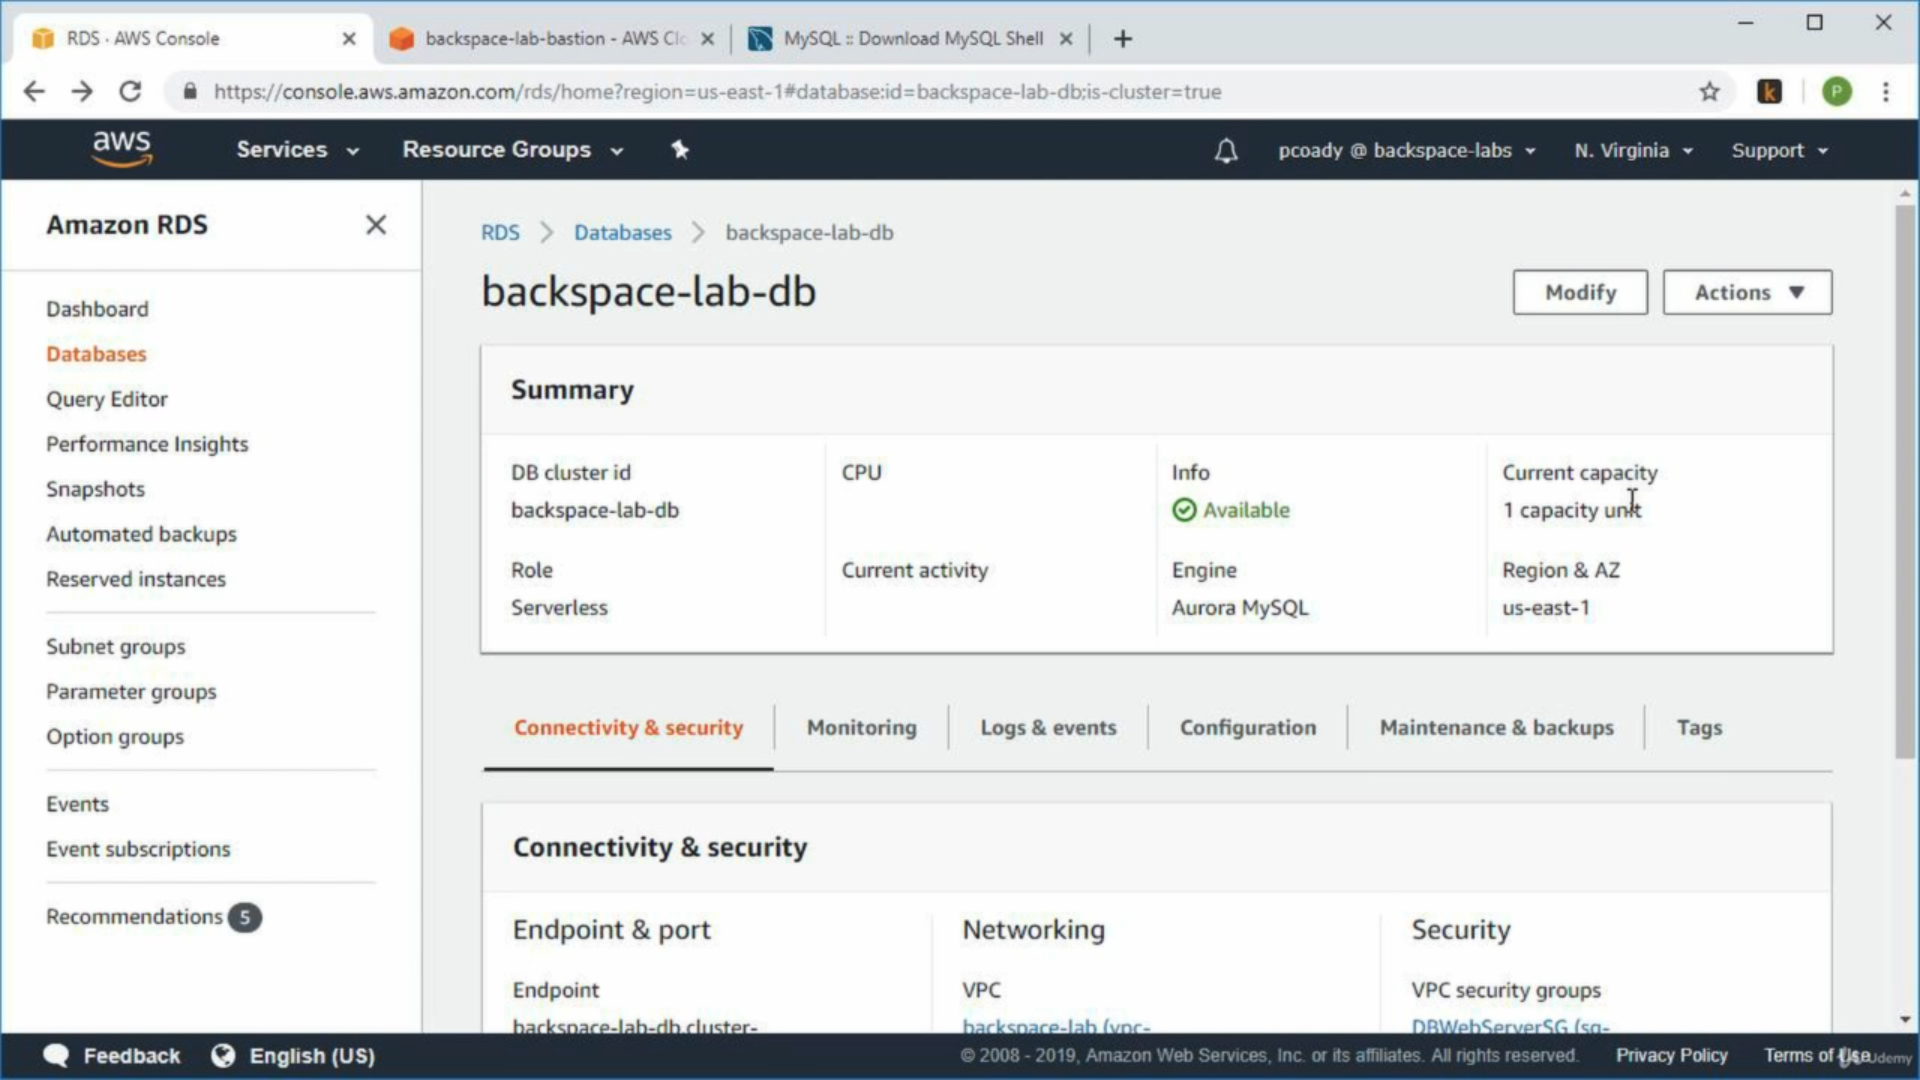 RDS · AWS Console
backspace-lab-bastion - AWS Clo
MySQL :: Download MySQL Shell
https://console.aws.amazon.com/rds/home?region=us-east-1#database:id=backspace-lab-db;is-cluster=true
k
P
aws
Services
Resource Groups
pcoady @ backspace-labs
N. Virginia
Support
Amazon RDS
Dashboard
Databases
Query Editor
Performance Insights
Snapshots
Automated backups
Reserved instances
Subnet groups
Parameter groups
Option groups
Events
Event subscriptions
Recommendations 5
RDS > Databases > backspace-lab-db
backspace-lab-db
Modify
Actions
Summary
DB cluster id
backspace-lab-db
CPU
Info
Available
Current capacity
1 capacity unit
Role
Serverless
Current activity
Engine
Aurora MySQL
Region & AZ
us-east-1
Connectivity & security
Monitoring
Logs & events
Configuration
Maintenance & backups
Tags
Connectivity & security
Endpoint & port
Endpoint
backspace-lab-db.cluster-
Networking
VPC
backspace-lab (vpc-
Security
VPC security groups
DBWebServerSG (sg-
Feedback
English (US)
© 2008 - 2019, Amazon Web Services, Inc. or its affiliates. All rights reserved.
Privacy Policy
Terms of Use
Udemy